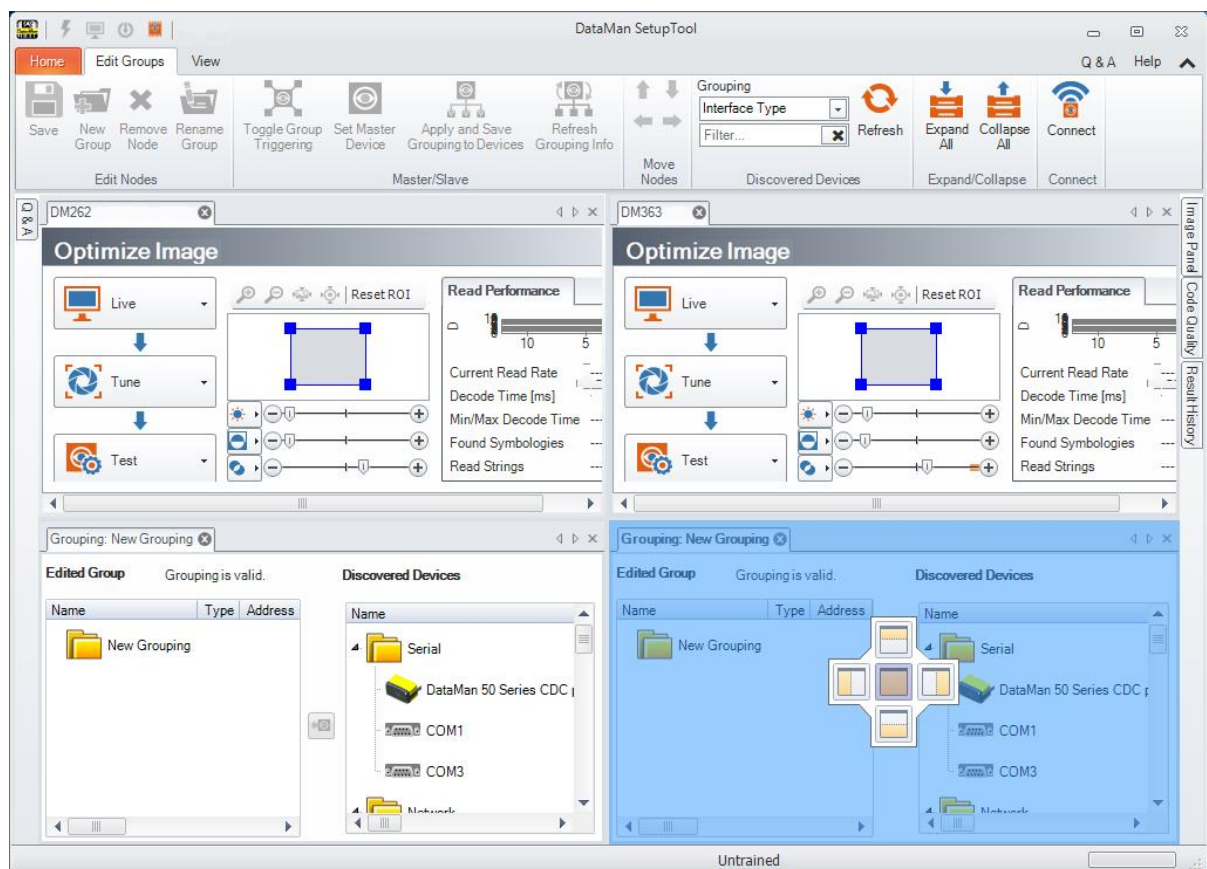 DataMan SetupTool
Home Edit Groups View Q & A Help
Save New Group Remove Node Rename Group Toggle Group Triggering Set Master Device Apply and Save Grouping to Devices Refresh Grouping Info
Grouping
Interface Type
Filter...
Refresh Expand All Collapse All Connect
Edit Nodes Master/Slave Move Nodes Discovered Devices Expand/Collapse Connect
Q & A
DM262
Optimize Image
Live
Reset ROI
Read Performance
10 5
Tune
Current Read Rate
Decode Time [ms]
Min/Max Decode Time ---
Found Symbologies ---
Test
Read Strings ---
DM363
Optimize Image
Live
Reset ROI
Read Performance
10 5
Tune
Current Read Rate
Decode Time [ms]
Min/Max Decode Time ---
Found Symbologies ---
Test
Read Strings ---
Image Panel
Code Quality
Result History
Grouping: New Grouping
Edited Group Grouping is valid. Discovered Devices
Name Type Address
New Grouping
Name
Serial
DataMan 50 Series CDC
COM1
COM3
Network
Grouping: New Grouping
Edited Group Grouping is valid. Discovered Devices
Name Type Address
New Grouping
Name
Serial
DataMan 50 Series CDC
COM1
COM3
Network
Untrained